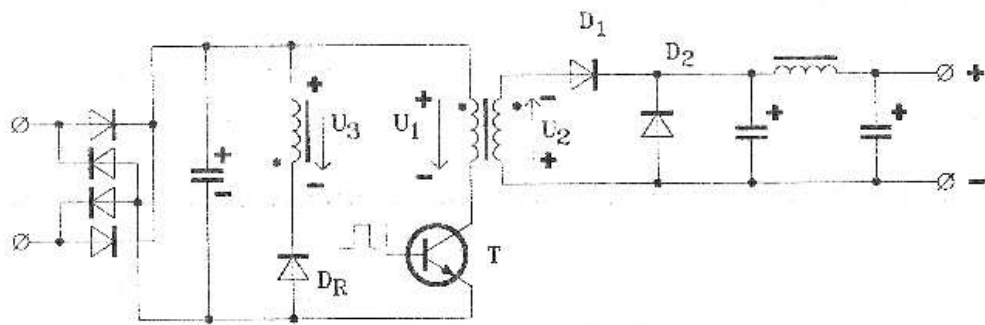 D1
D2
+
+
+
-
+
U3
U1
U2
+
+
+
-
-
-
+
-
T
DR